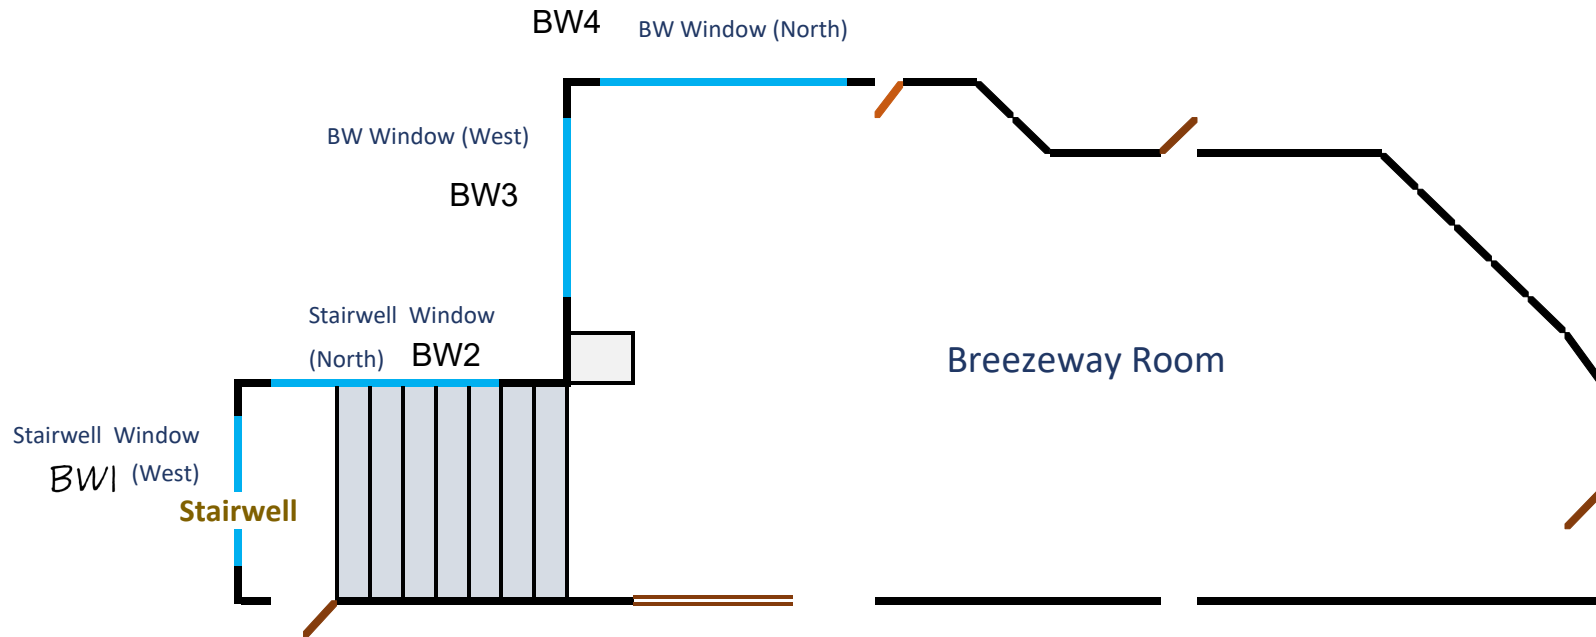 BW4 BW Window (North)
BW Window (West)
BW3
Stairwell Window
(North) BW2
Breezeway Room
Stairwell Window
BW1 (West)
Stairwell